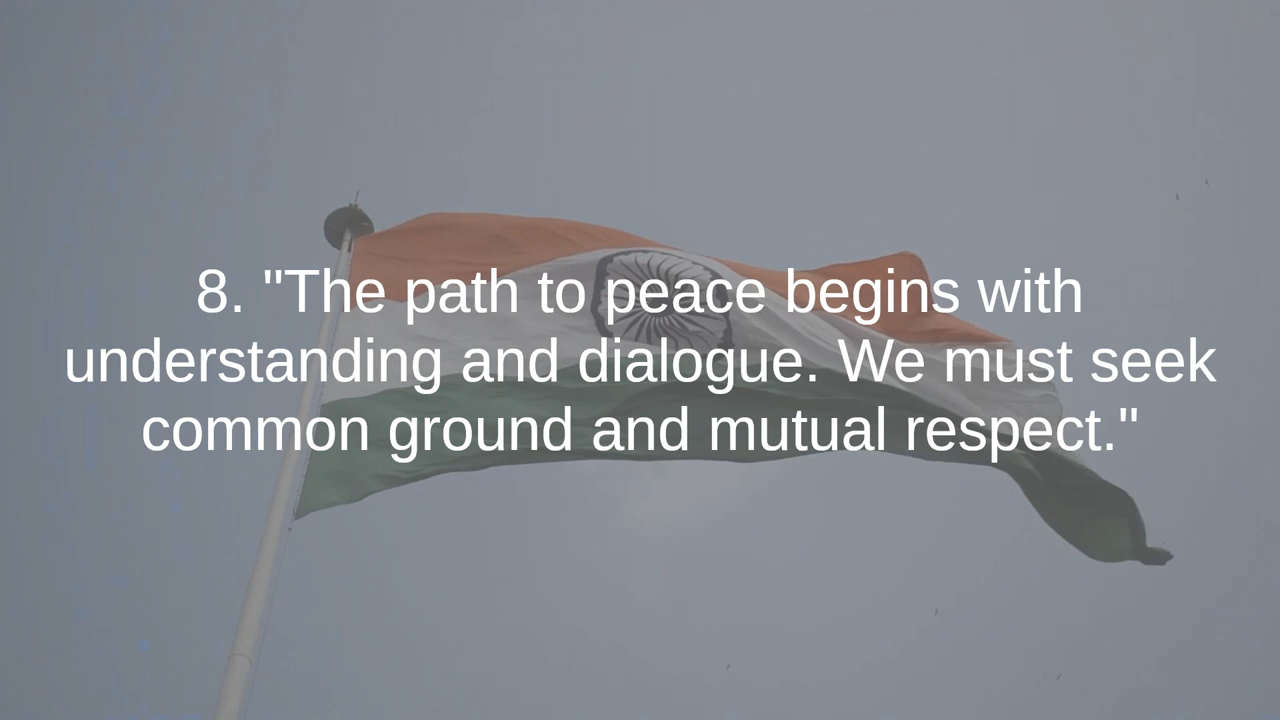 8. "The path to peace begins with
understanding and dialogue. We must seek
common ground and mutual respect."